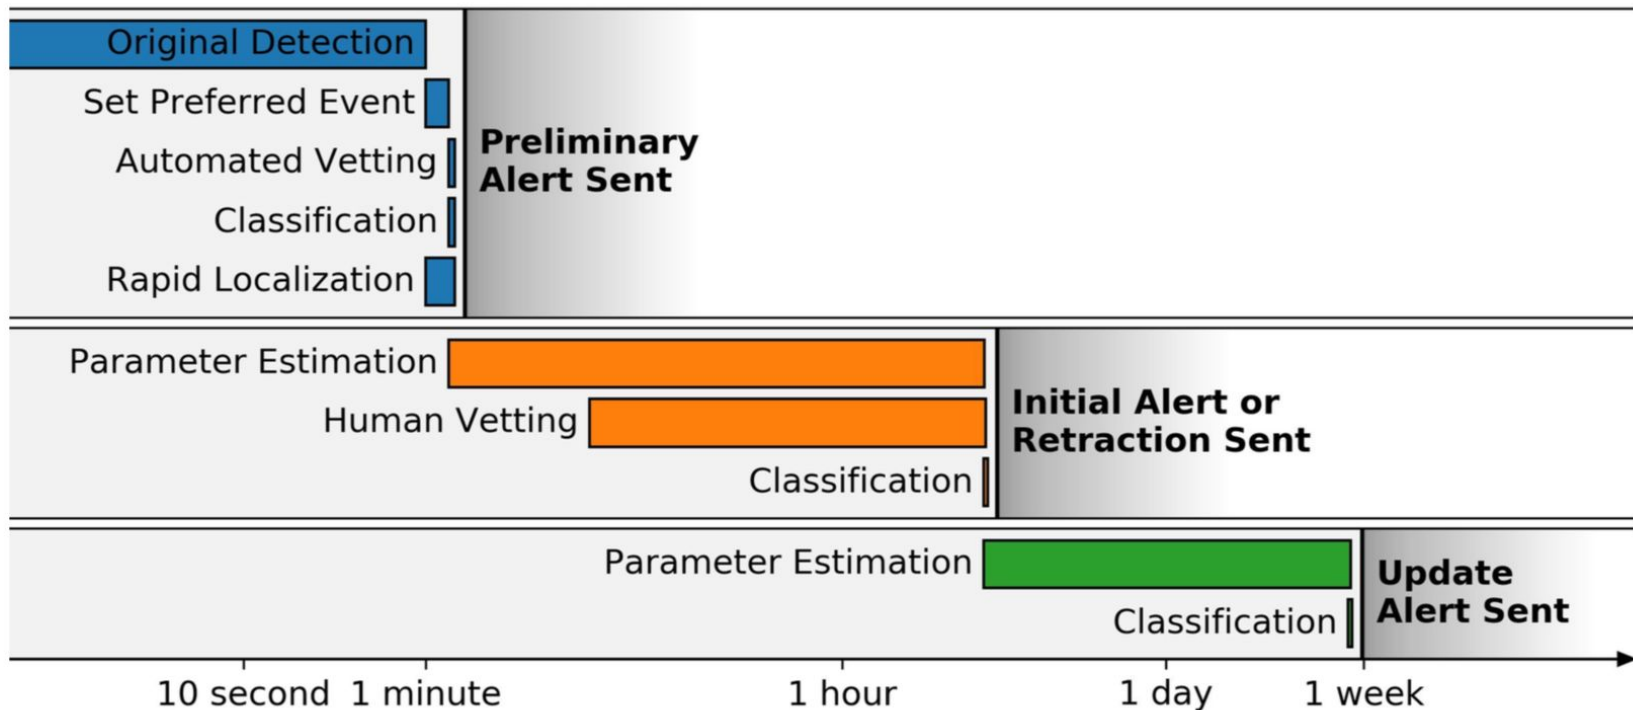 Original Detection
Set Preferred Event
Automated Vetting
Classification
Rapid Localization
Preliminary
Alert Sent
Parameter Estimation
Human Vetting
Classification
Initial Alert or
Retraction Sent
Parameter Estimation
Classification
Update
Alert Sent
10 second 1 minute 1 hour 1 day 1 week